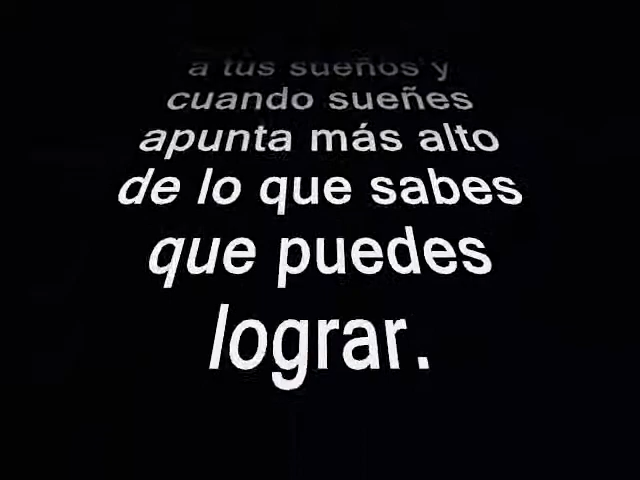 a tus sueños y
cuando sueñes
apunta más alto
de lo que sabes
que puedes
lograr.